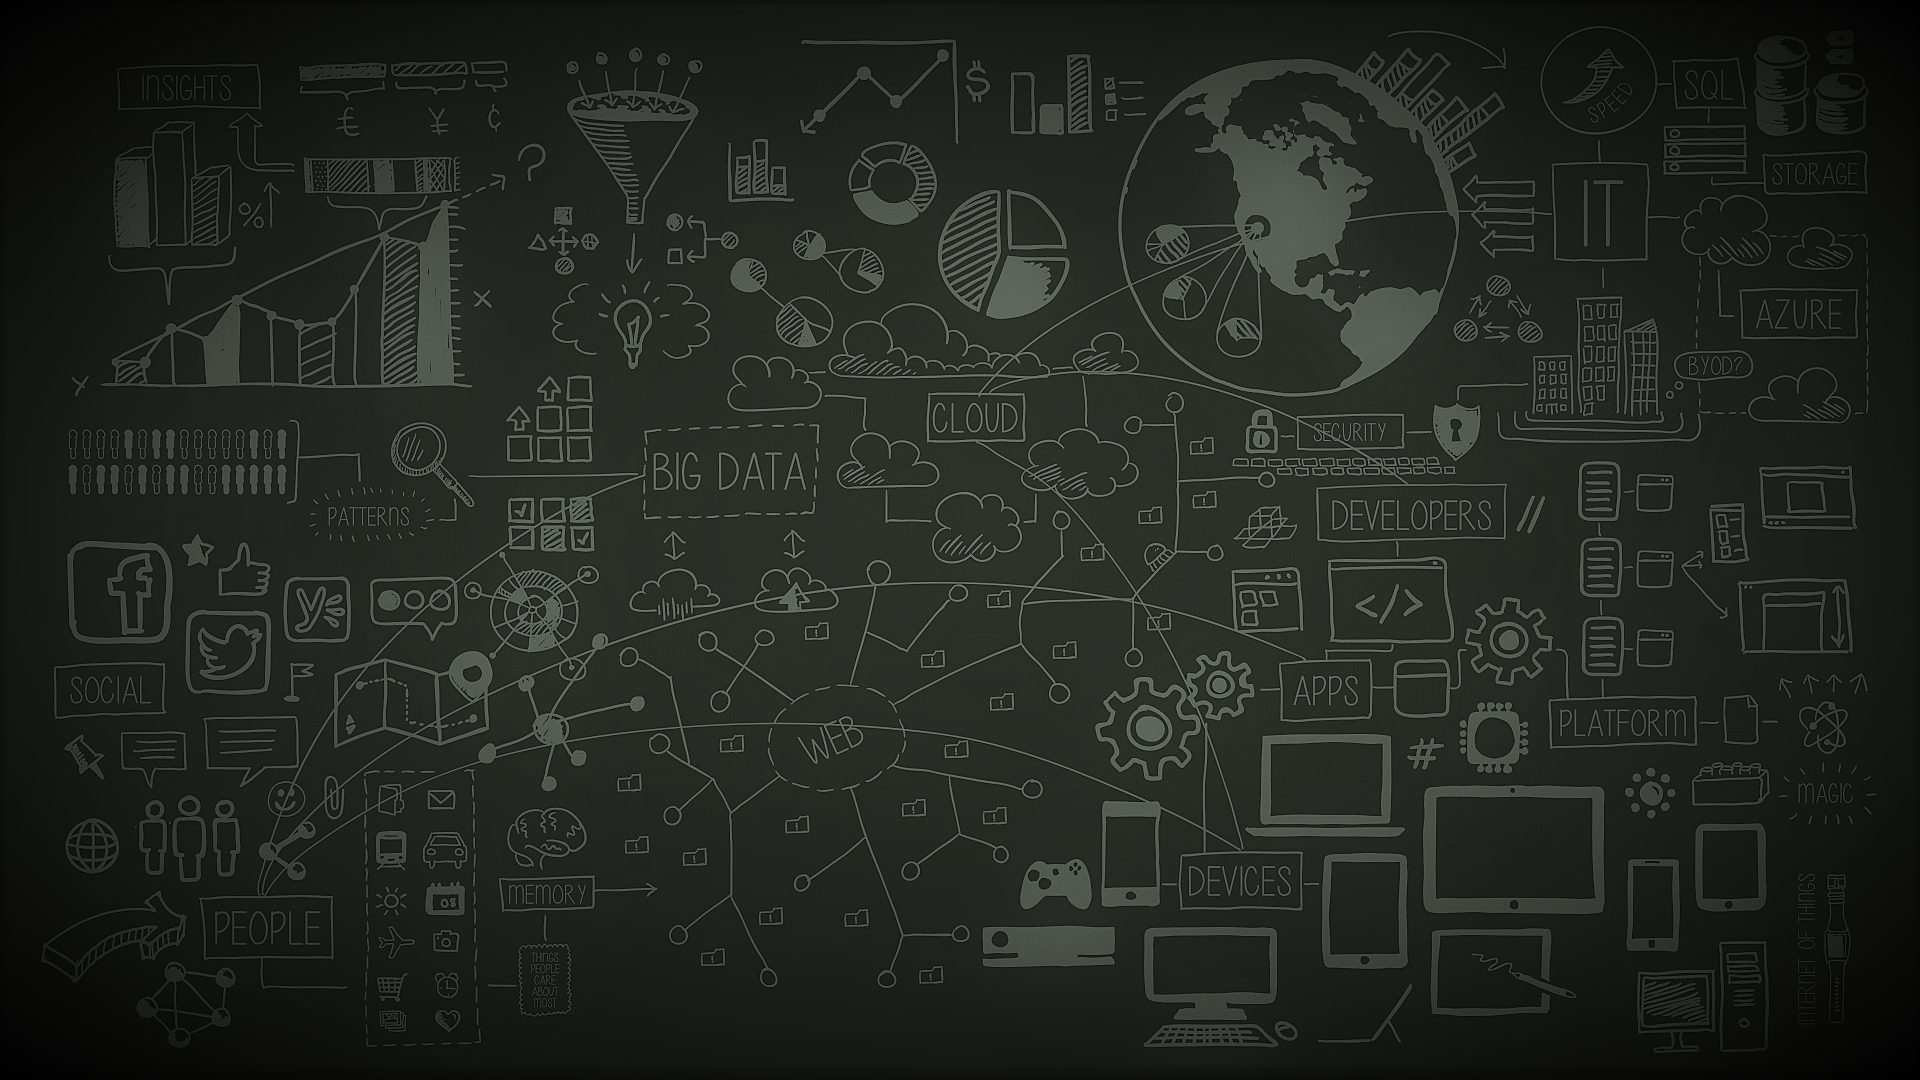 INSIGHTS
€
¥
¢
%
?
$
SPEED
SQL
STORAGE
IT
AZURE
BYOD?
X
Y
CLOUD
SECURITY
BIG DATA
PATTERNS
DEVELOPERS //
</>
f
y
SOCIAL
WEB
APPS
PLATFORM
#
MAGIC
PEOPLE
MEMORY
08
THINGS
PEOPLE
CARE
ABOUT
MOST
DEVICES
INTERNET OF THINGS